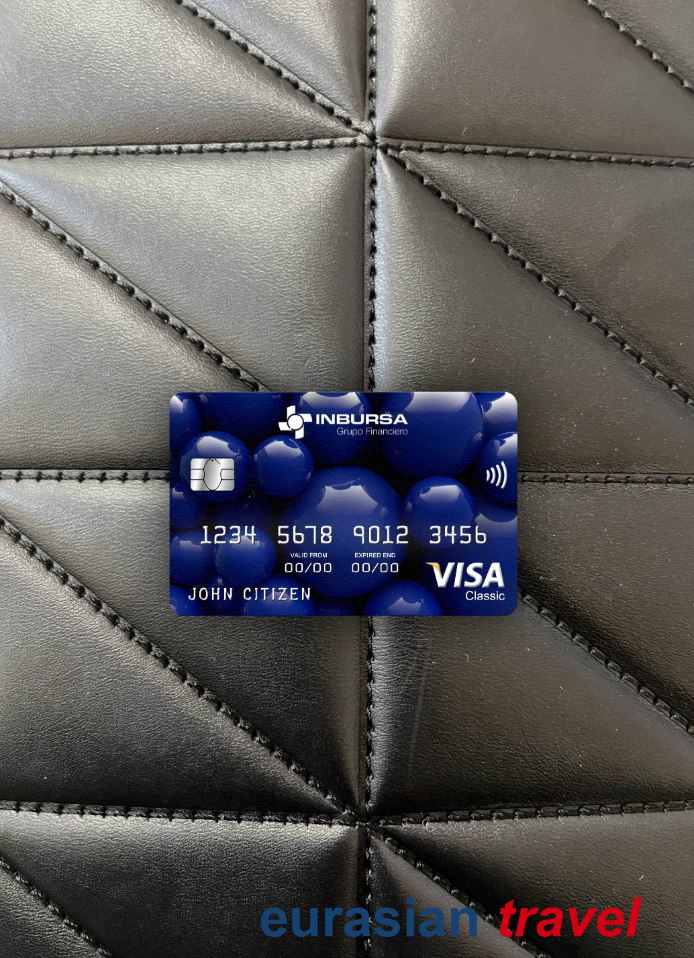 INBURSA
Grupo Financiero
1234 5678 9012 3456
VALID FROM EXPIRED END
00/00 00/00
JOHN CITIZEN
VISA
Classic
eurasian travel